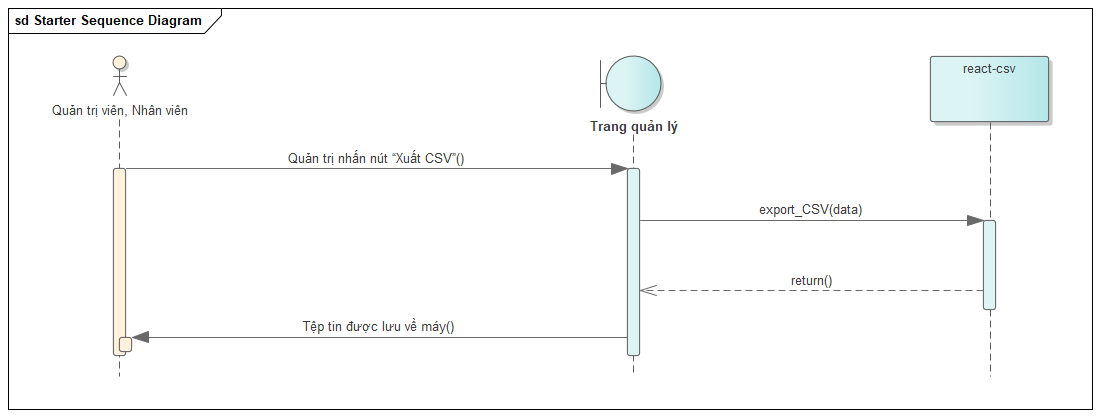 sd Starter Sequence Diagram
Quản trị viên, Nhân viên
Trang quản lý
react-csv
Quản trị nhấn nút “Xuất CSV”()
export_CSV(data)
return()
Tệp tin được lưu về máy()